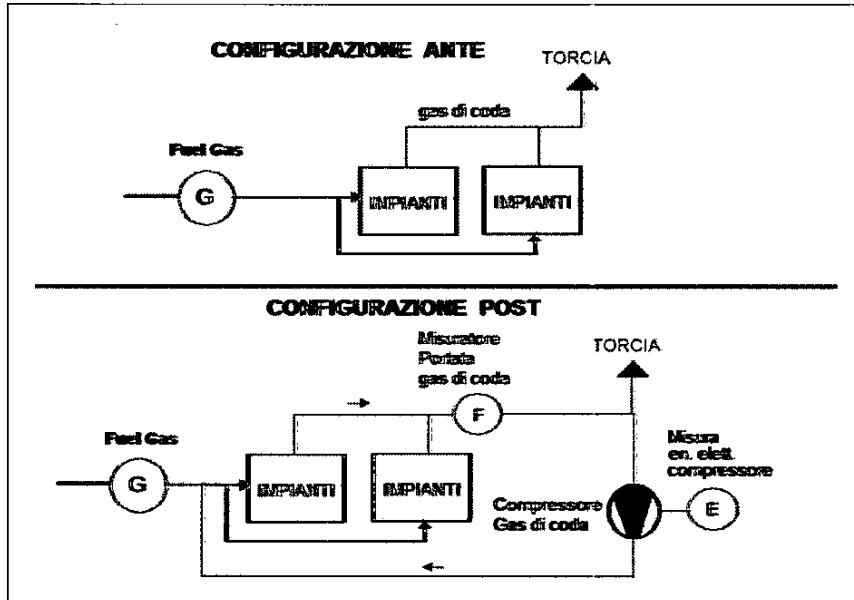 CONFIGURAZIONE ANTE
TORCIA
gas di coda
Fuel Gas
G
IMPIANTI
IMPIANTI
CONFIGURAZIONE POST
Misuratore
Portata
gas di coda
TORCIA
F
Fuel Gas
Misura
en. elett.
compressore
G
IMPIANTI
IMPIANTI
Compressore
Gas di coda
E